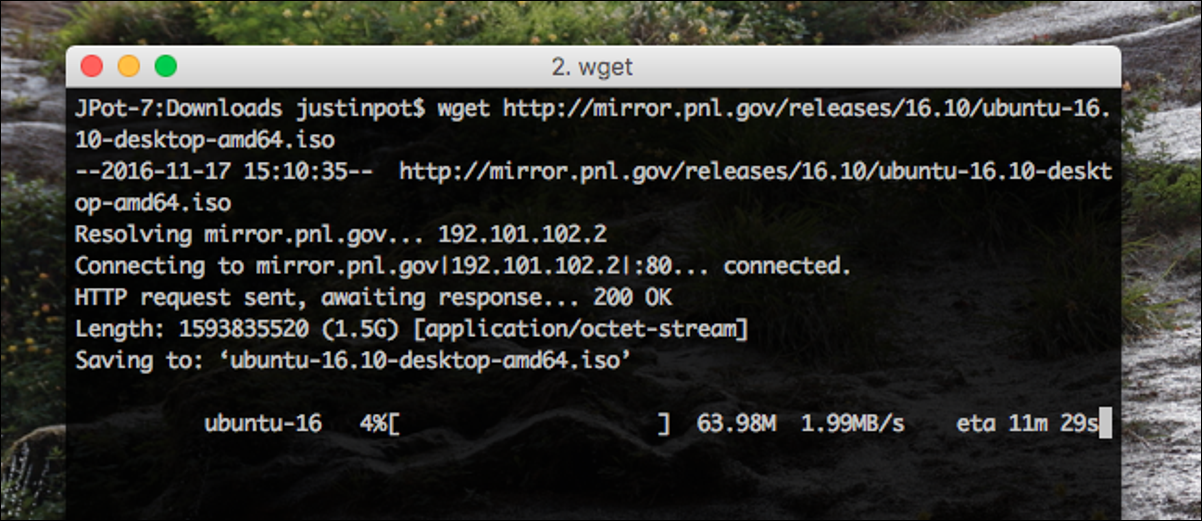 2. wget
JPot-7:Downloads justinpot$ wget http://mirror.pnl.gov/releases/16.10/ubuntu-16.
10-desktop-amd64.iso
--2016-11-17 15:10:35--  http://mirror.pnl.gov/releases/16.10/ubuntu-16.10-deskt
op-amd64.iso
Resolving mirror.pnl.gov... 192.101.102.2
Connecting to mirror.pnl.gov|192.101.102.2|:80... connected.
HTTP request sent, awaiting response... 200 OK
Length: 1593835520 (1.5G) [application/octet-stream]
Saving to: ‘ubuntu-16.10-desktop-amd64.iso’
ubuntu-16   4%[                    ]  63.98M  1.99MB/s    eta 11m 29s